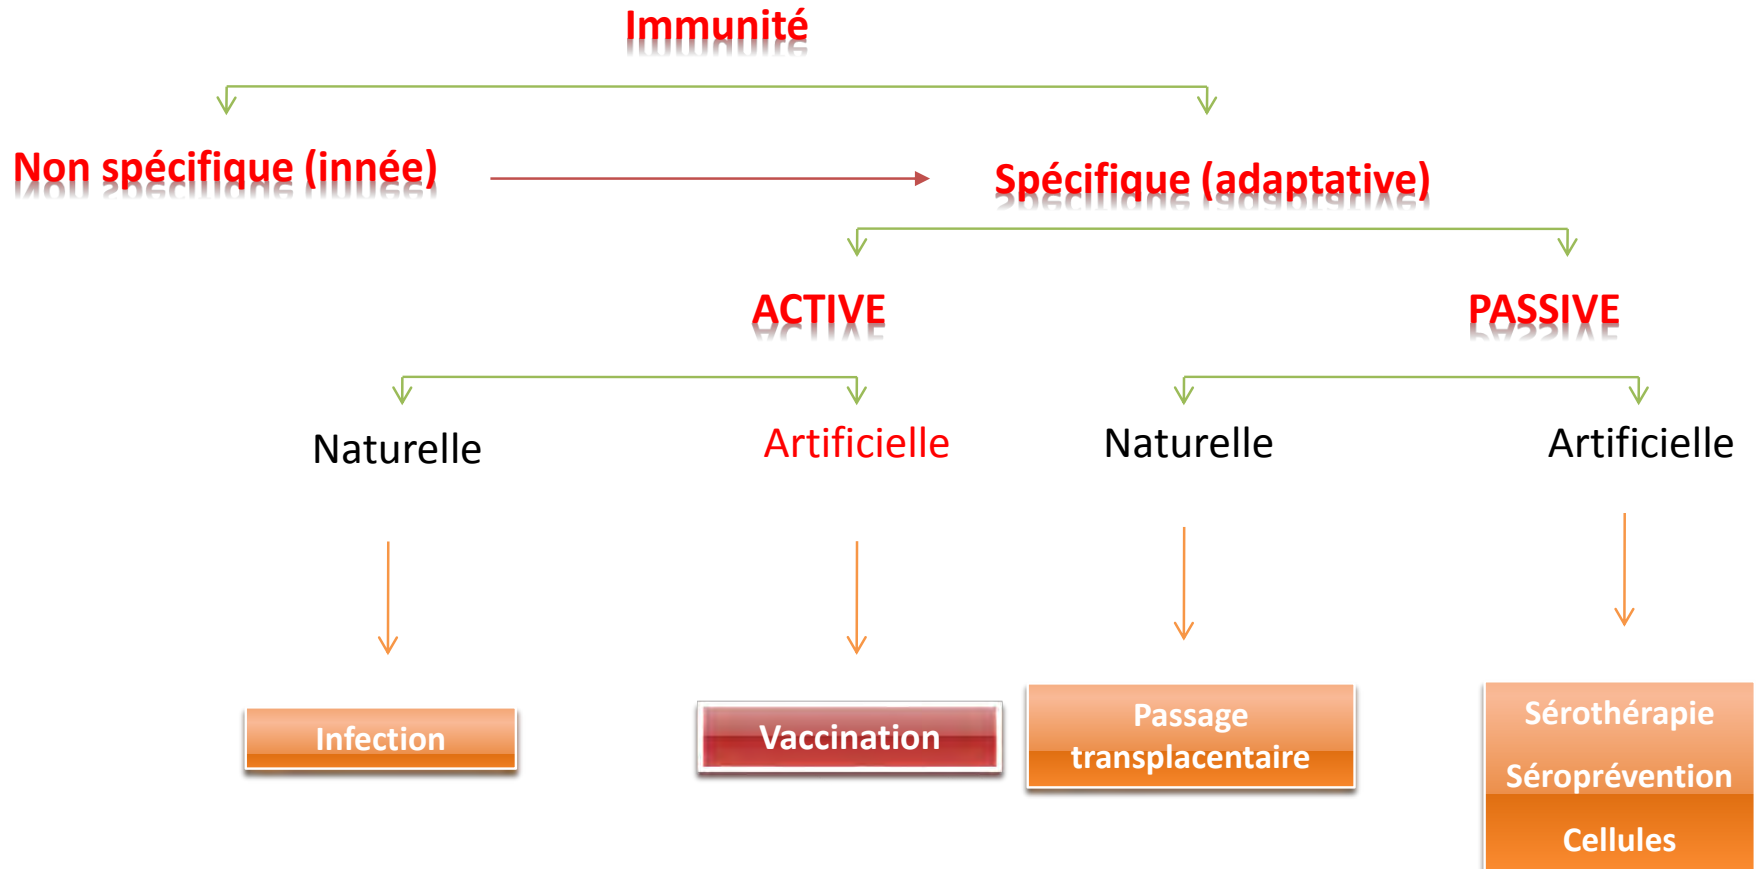 Immunité
Non spécifique (innée)
Spécifique (adaptative)
ACTIVE
PASSIVE
Naturelle
Artificielle
Naturelle
Artificielle
Infection
Vaccination
Passage
transplacentaire
Sérothérapie
Séroprévention
Cellules